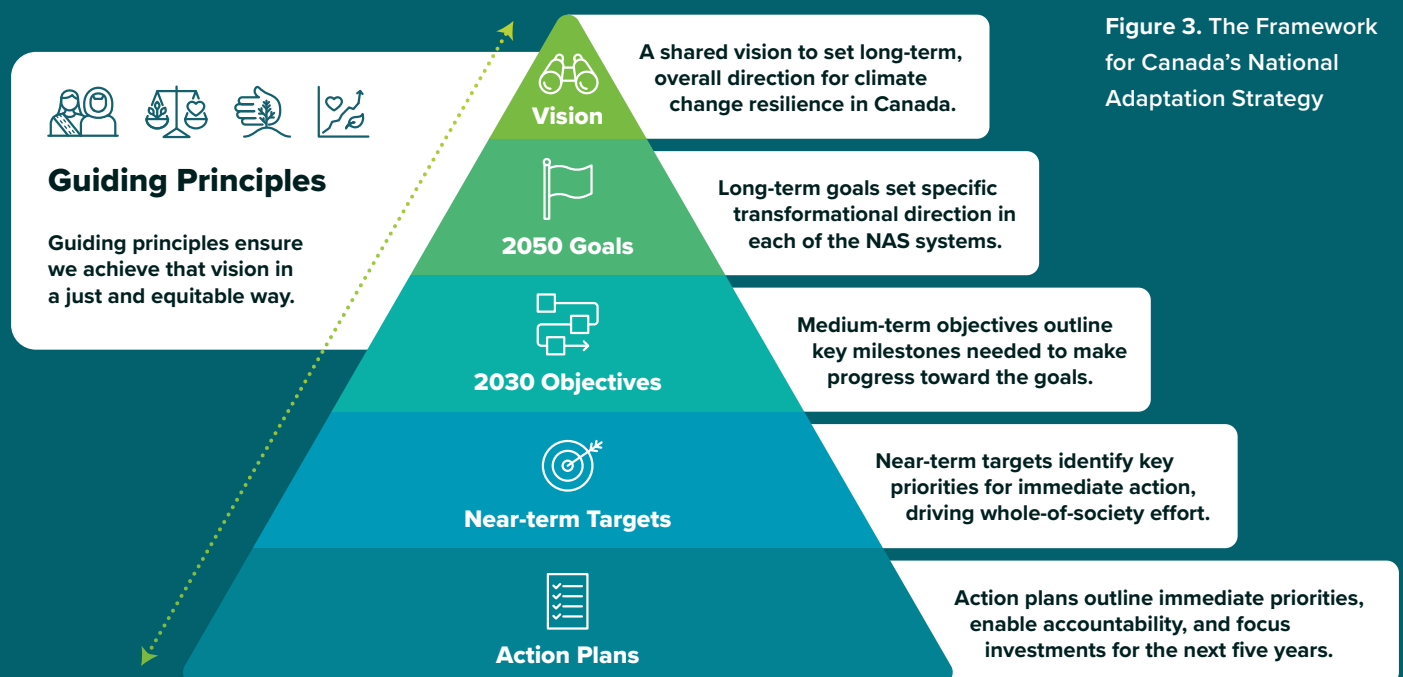 Figure 3. The Framework
for Canada’s National
Adaptation Strategy
Guiding Principles
Guiding principles ensure
we achieve that vision in
a just and equitable way.
Vision
A shared vision to set long-term,
overall direction for climate
change resilience in Canada.
2050 Goals
Long-term goals set specific
transformational direction in
each of the NAS systems.
2030 Objectives
Medium-term objectives outline
key milestones needed to make
progress toward the goals.
Near-term Targets
Near-term targets identify key
priorities for immediate action,
driving whole-of-society effort.
Action Plans
Action plans outline immediate priorities,
enable accountability, and focus
investments for the next five years.